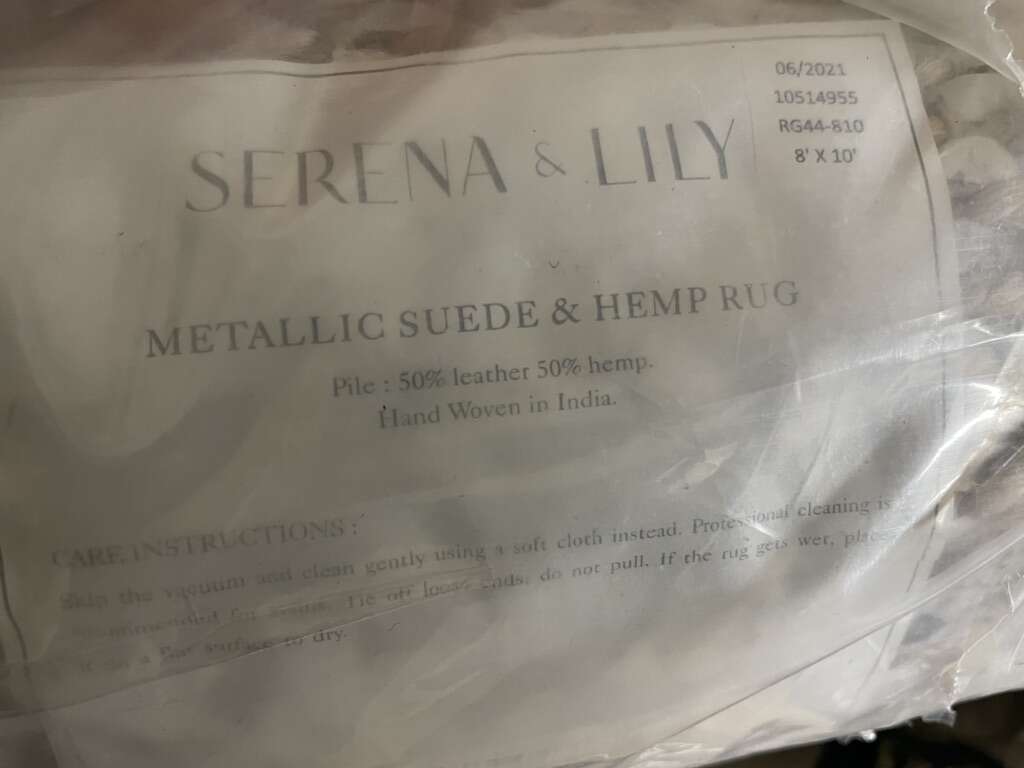 06/2021
10514955
RG44-810
8' X 10'
SERENA & LILY
METALLIC SUEDE & HEMP RUG
Pile : 50% leather 50% hemp.
Hand Woven in India.
CARE INSTRUCTIONS :
Skip the vacuum and clean gently using a soft cloth instead. Professional cleaning is
recommended for stains. Tie off loose ends, do not pull. If the rug gets wet, place
it on a flat surface to dry.